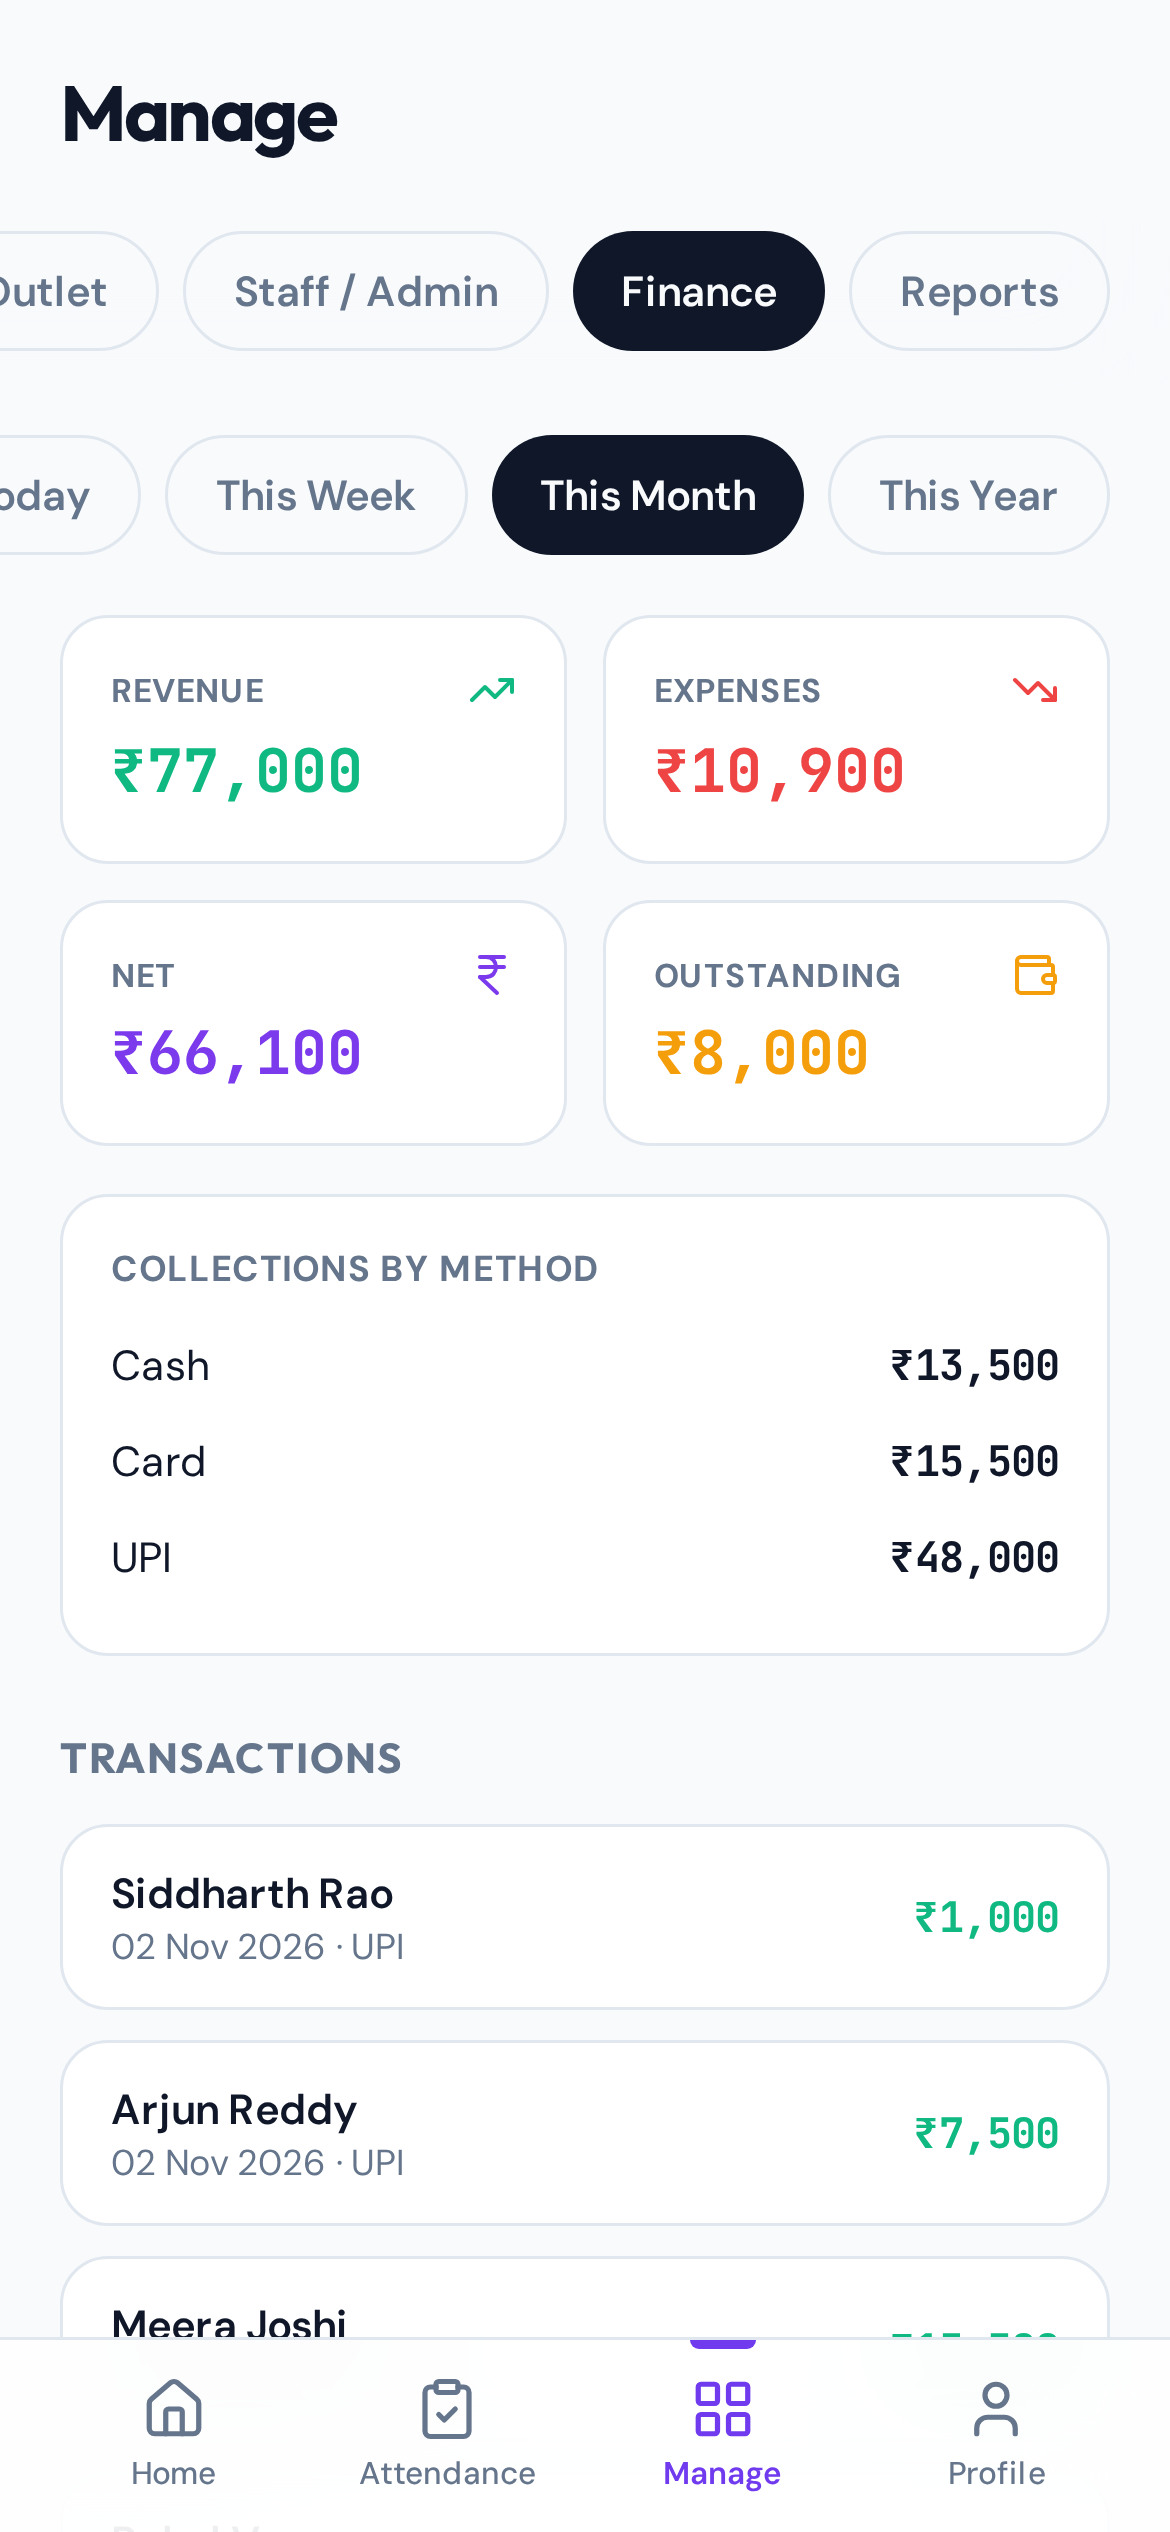 Manage
Outlet
Staff / Admin
Finance
Reports
This Week
This Month
This Year
REVENUE
₹77,000
EXPENSES
₹10,900
NET
₹66,100
OUTSTANDING
₹8,000
COLLECTIONS BY METHOD
Cash ₹13,500
Card ₹15,500
UPI ₹48,000
TRANSACTIONS
Siddharth Rao
02 Nov 2026 · UPI
₹1,000
Arjun Reddy
02 Nov 2026 · UPI
₹7,500
Meera Joshi
Home
Attendance
Manage
Profile